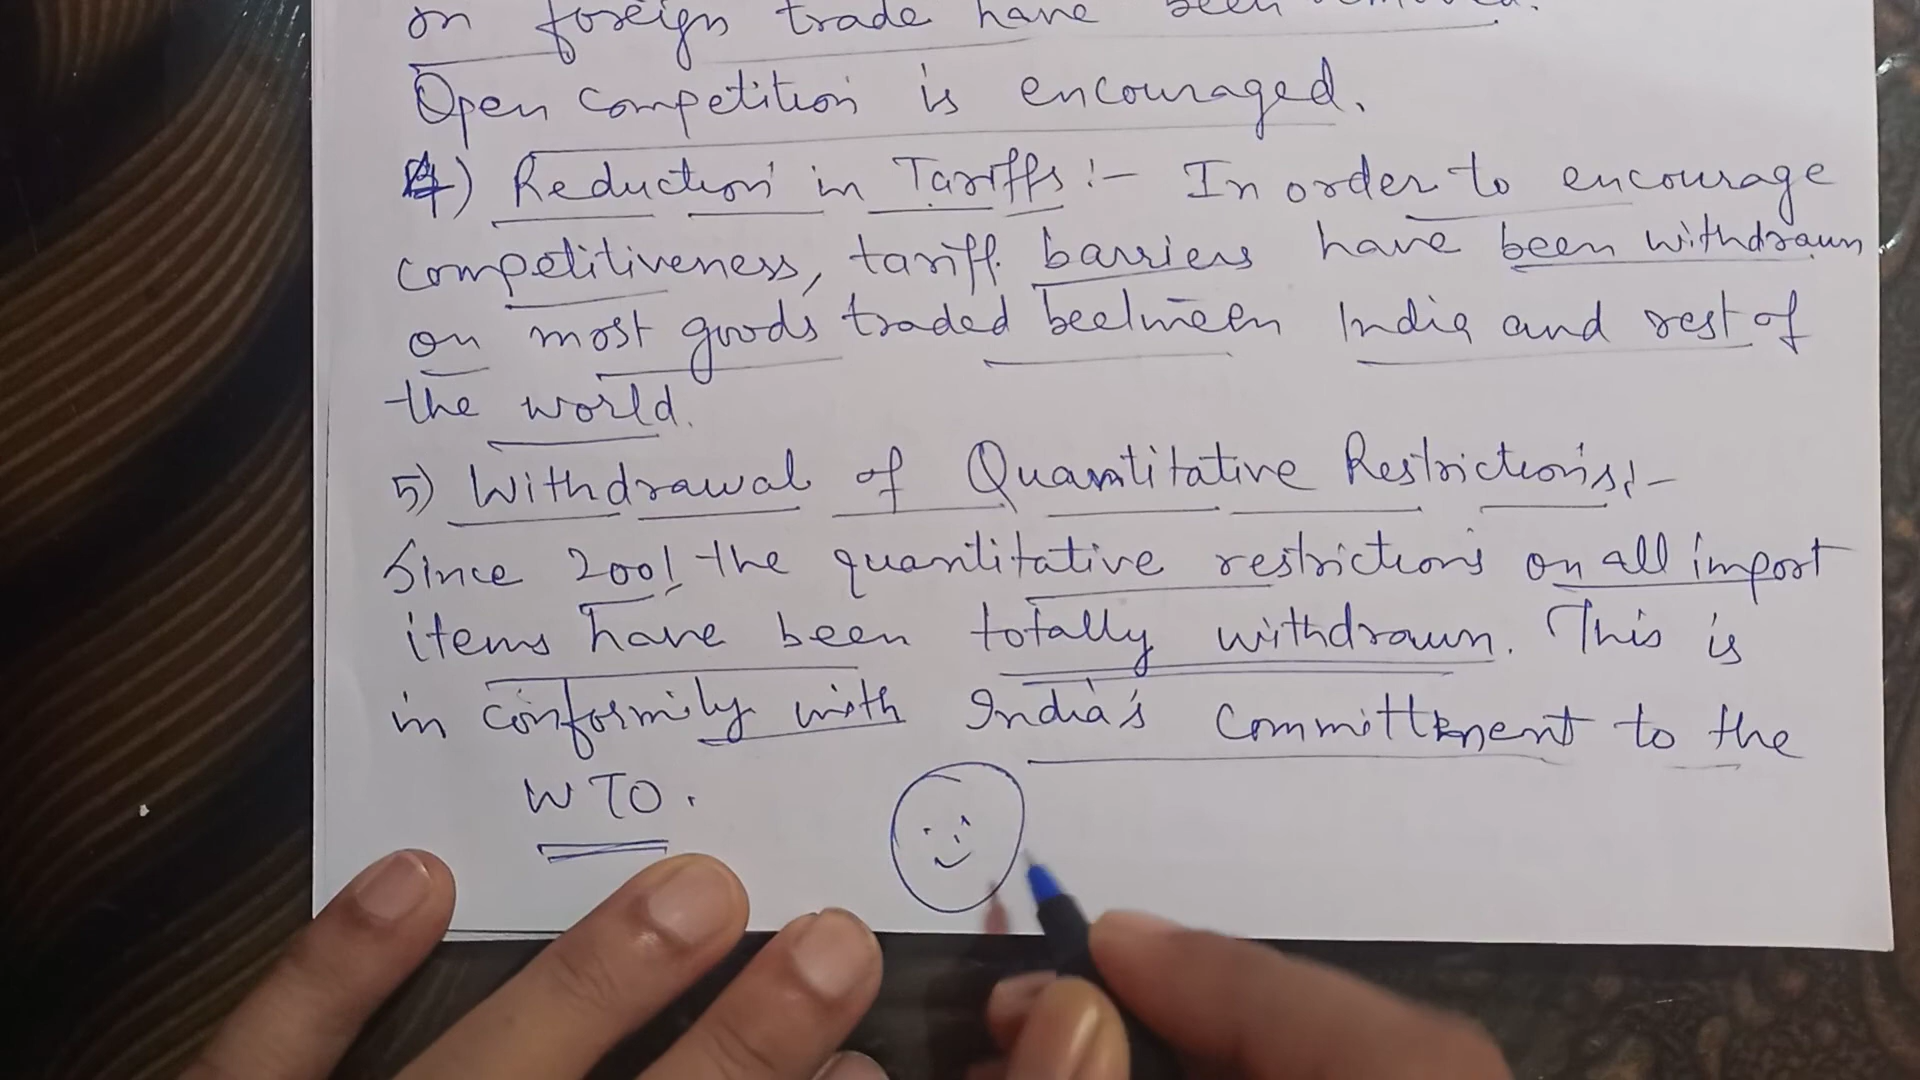 on foreign trade have been removed.
Open competition is encouraged.
4) Reduction in Tariffs :- In order to encourage
competitiveness, tariff barriers have been withdrawn
on most goods traded beetween India and rest of
the world.
5) Withdrawal of Quantitative Restrictions :-
Since 2001 the quantitative restrictions on all import
items have been totally withdrawn. This is
in conformity with India's committment to the
WTO.